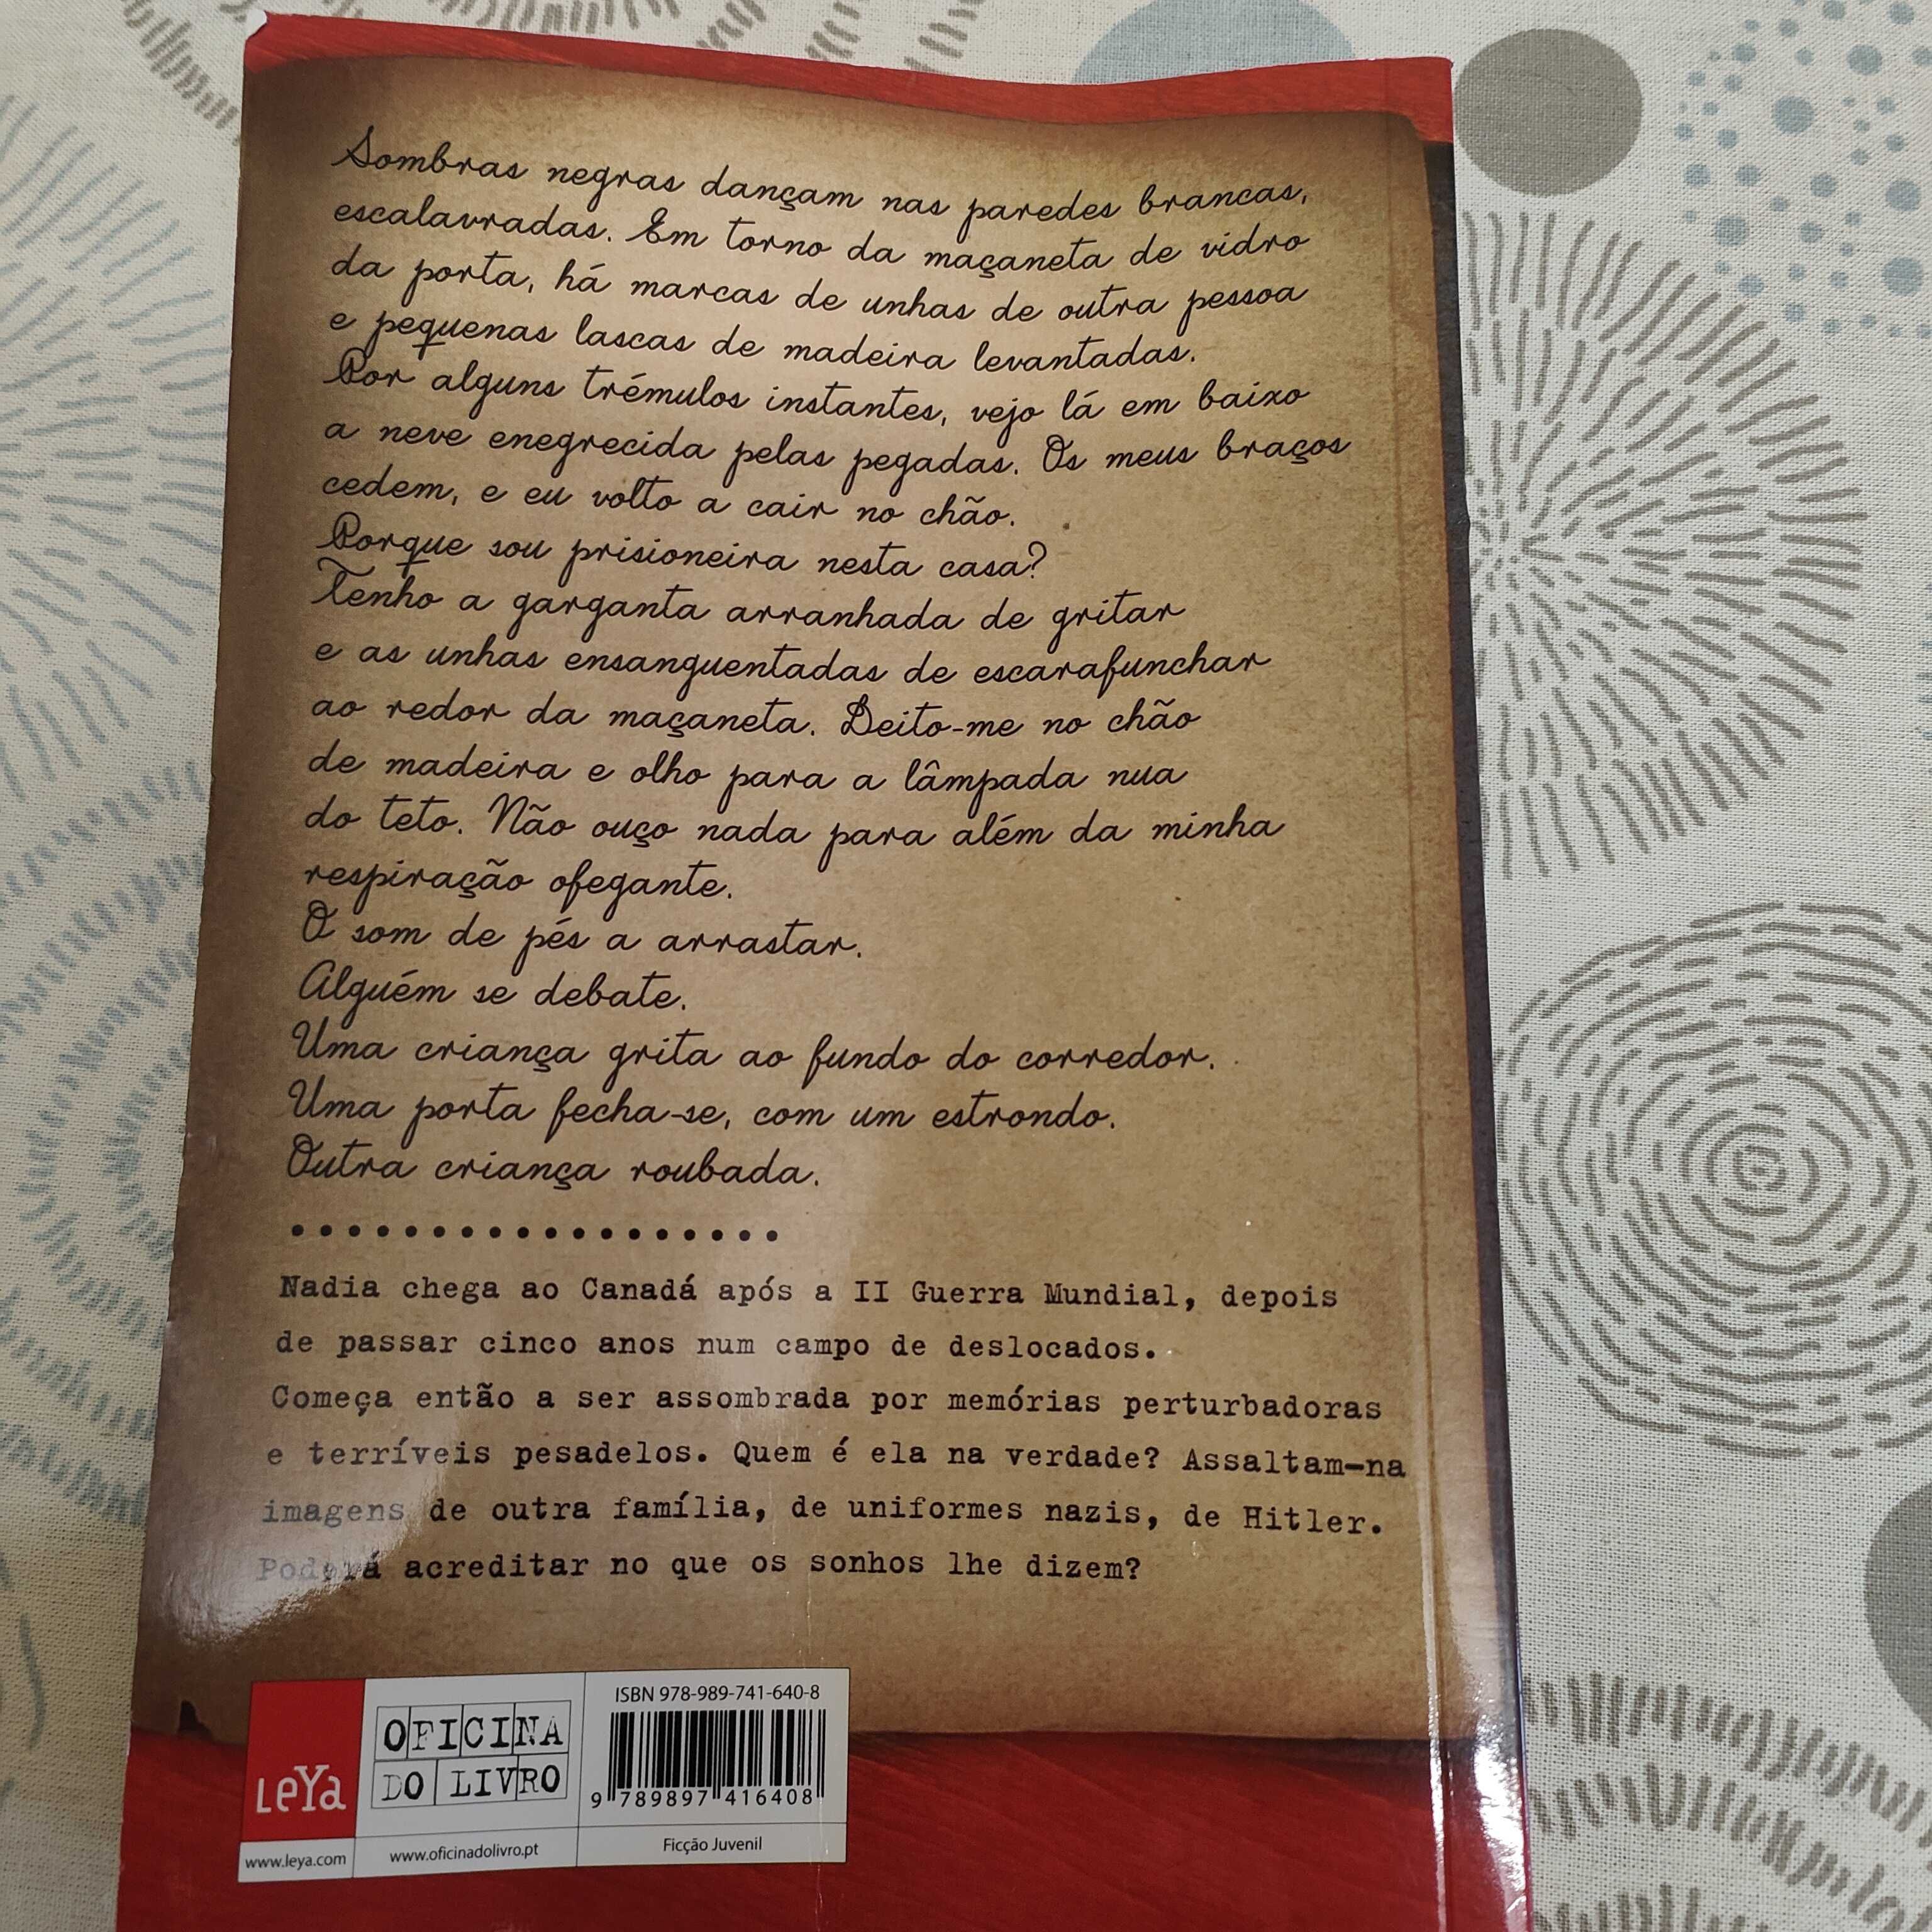 Sombras negras dançam nas paredes brancas,
escalavradas. Em torno da maçaneta de vidro
da porta, há marcas de unhas de outra pessoa
e pequenas lascas de madeira levantadas.
Por alguns trémulos instantes, vejo lá em baixo
a neve enegrecida pelas pegadas. Os meus braços
cedem, e eu volto a cair no chão.
Porque sou prisioneira nesta casa?
Tenho a garganta arranhada de gritar
e as unhas ensanguentadas de escarafunchar
ao redor da maçaneta. Deito-me no chão
de madeira e olho para a lâmpada nua
do teto. Não ouço nada para além da minha
respiração ofegante.
O som de pés a arrastar.
Alguém se debate.
Uma criança grita ao fundo do corredor.
Uma porta fecha-se, com um estrondo.
Outra criança roubada.
Nadia chega ao Canadá após a II Guerra Mundial, depois
de passar cinco anos num campo de deslocados.
Começa então a ser assombrada por memórias perturbadoras
e terríveis pesadelos. Quem é ela na verdade? Assaltam-na
imagens de outra família, de uniformes nazis, de Hitler.
Poderá acreditar no que os sonhos lhe dizem?
LeYa
www.leya.com
OFICINA
DO LIVRO
www.oficinadolivro.pt
ISBN 978-989-741-640-8
9 789897 416408
Ficção Juvenil